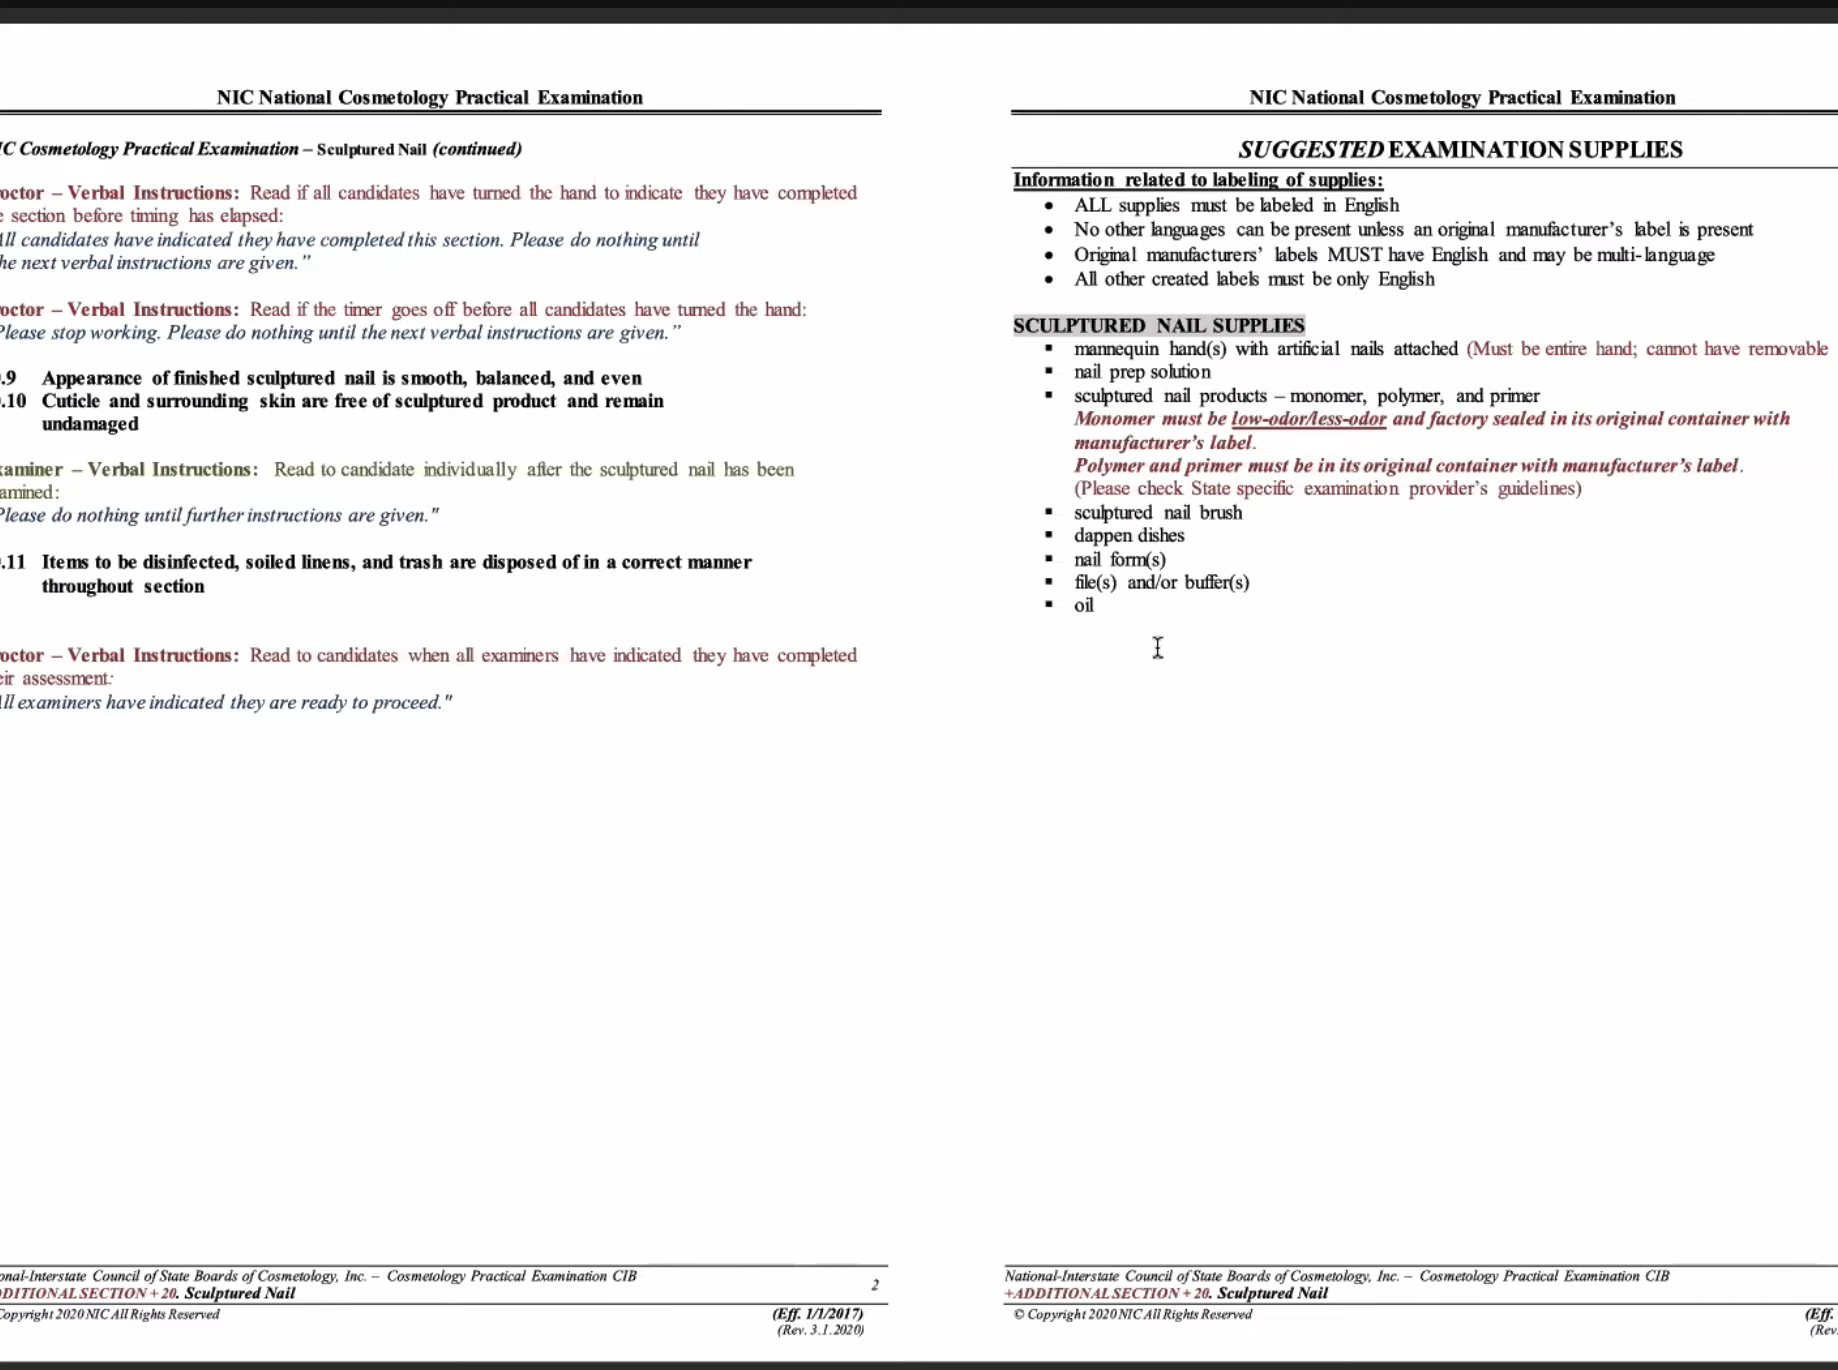 NIC National Cosmetology Practical Examination
IC Cosmetology Practical Examination – Sculptured Nail (continued)
octor – Verbal Instructions: Read if all candidates have turned the hand to indicate they have completed
e section before timing has elapsed:
All candidates have indicated they have completed this section. Please do nothing until
he next verbal instructions are given.”
octor – Verbal Instructions: Read if the timer goes off before all candidates have turned the hand:
Please stop working. Please do nothing until the next verbal instructions are given.”
.9 Appearance of finished sculptured nail is smooth, balanced, and even
.10 Cuticle and surrounding skin are free of sculptured product and remain
undamaged
xaminer – Verbal Instructions: Read to candidate individually after the sculptured nail has been
amined:
Please do nothing until further instructions are given."
.11 Items to be disinfected, soiled linens, and trash are disposed of in a correct manner
throughout section
octor – Verbal Instructions: Read to candidates when all examiners have indicated they have completed
eir assessment:
All examiners have indicated they are ready to proceed."
onal-Interstate Council of State Boards of Cosmetology, Inc. – Cosmetology Practical Examination CIB
DDITIONAL SECTION + 20. Sculptured Nail
2
Copyright 2020 NIC All Rights Reserved
(Eff. 1/1/2017)
(Rev. 3.1.2020)
NIC National Cosmetology Practical Examination
SUGGESTED EXAMINATION SUPPLIES
Information related to labeling of supplies:
• ALL supplies must be labeled in English
• No other languages can be present unless an original manufacturer’s label is present
• Original manufacturers’ labels MUST have English and may be multi-language
• All other created labels must be only English
SCULPTURED NAIL SUPPLIES
▪ mannequin hand(s) with artificial nails attached (Must be entire hand; cannot have removable
▪ nail prep solution
▪ sculptured nail products – monomer, polymer, and primer
Monomer must be low-odor/less-odor and factory sealed in its original container with
manufacturer’s label.
Polymer and primer must be in its original container with manufacturer’s label.
(Please check State specific examination provider’s guidelines)
▪ sculptured nail brush
▪ dappen dishes
▪ nail form(s)
▪ file(s) and/or buffer(s)
▪ oil
National-Interstate Council of State Boards of Cosmetology, Inc. – Cosmetology Practical Examination CIB
+ADDITIONAL SECTION + 20. Sculptured Nail
© Copyright 2020 NIC All Rights Reserved
(Eff.
(Rev.